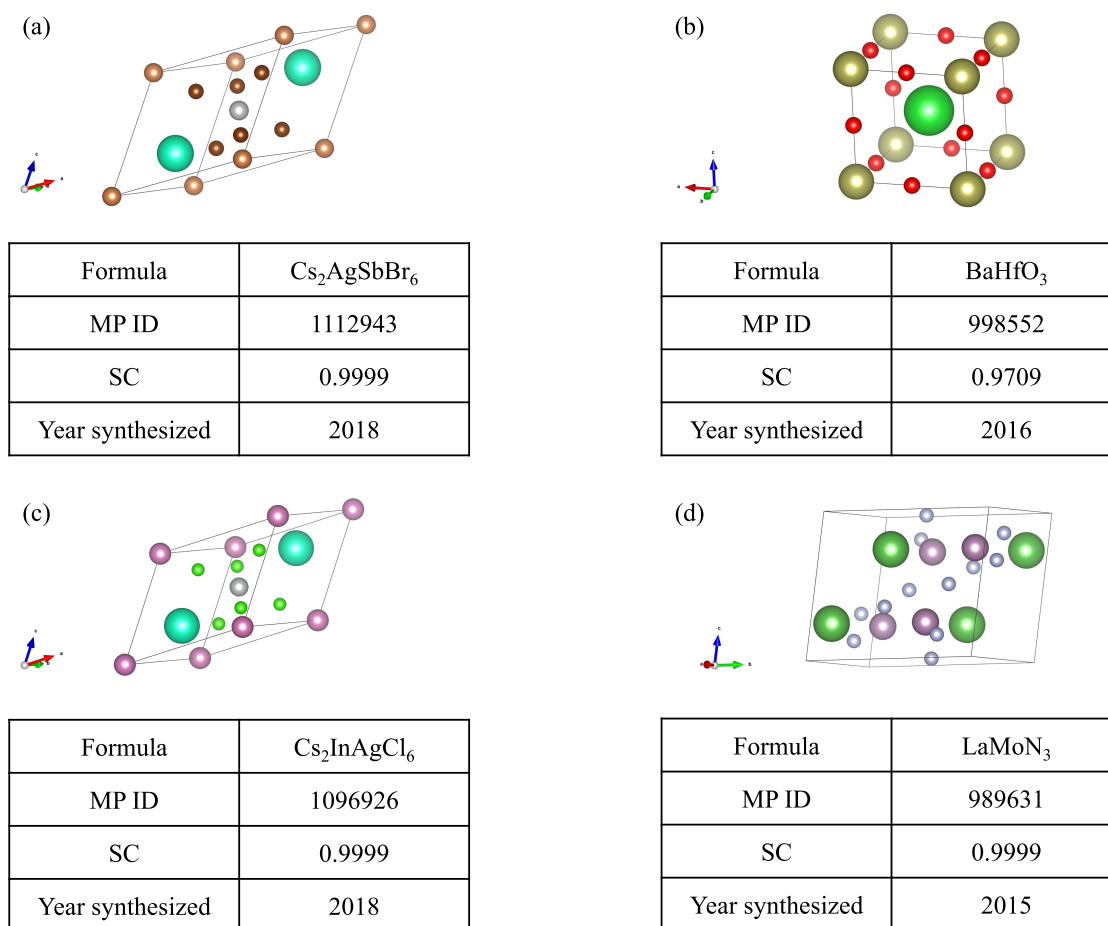 (a)
(b)
c
a
b
c
a
b
Formula Cs₂AgSbBr₆
MP ID 1112943
SC 0.9999
Year synthesized 2018
Formula BaHfO₃
MP ID 998552
SC 0.9709
Year synthesized 2016
(c)
(d)
c
a
b
c
a
b
Formula Cs₂InAgCl₆
MP ID 1096926
SC 0.9999
Year synthesized 2018
Formula LaMoN₃
MP ID 989631
SC 0.9999
Year synthesized 2015